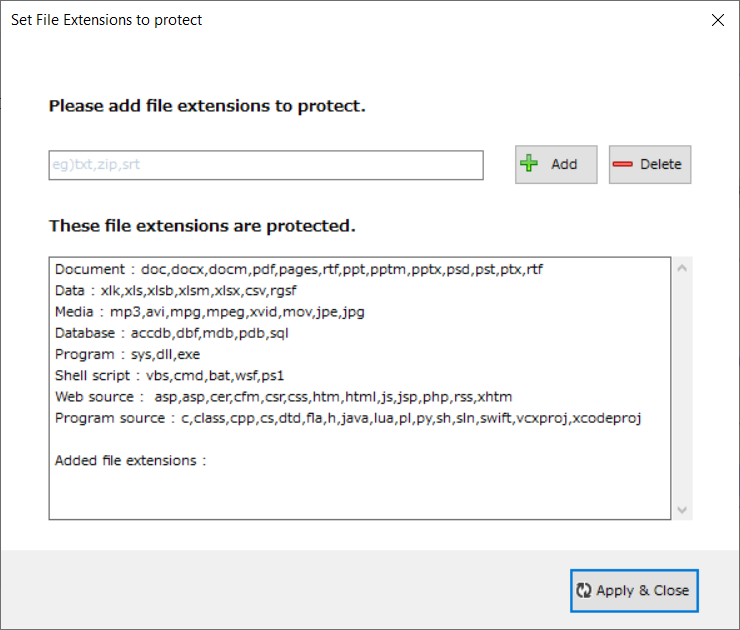 Set File Extensions to protect
Please add file extensions to protect.
eg)txt,zip,srt
Add
Delete
These file extensions are protected.
Document : doc,docx,docm,pdf,pages,rtf,ppt,pptm,pptx,psd,pst,ptx,rtf
Data : xlk,xls,xlsb,xlsm,xlsx,csv,rgsf
Media : mp3,avi,mpg,mpeg,xvid,mov,jpe,jpg
Database : accdb,dbf,mdb,pdb,sql
Program : sys,dll,exe
Shell script : vbs,cmd,bat,wsf,ps1
Web source :  asp,asp,cer,cfm,csr,css,htm,html,js,jsp,php,rss,xhtm
Program source : c,class,cpp,cs,dtd,fla,h,java,lua,pl,py,sh,sln,swift,vcxproj,xcodeproj
Added file extensions :
Apply & Close